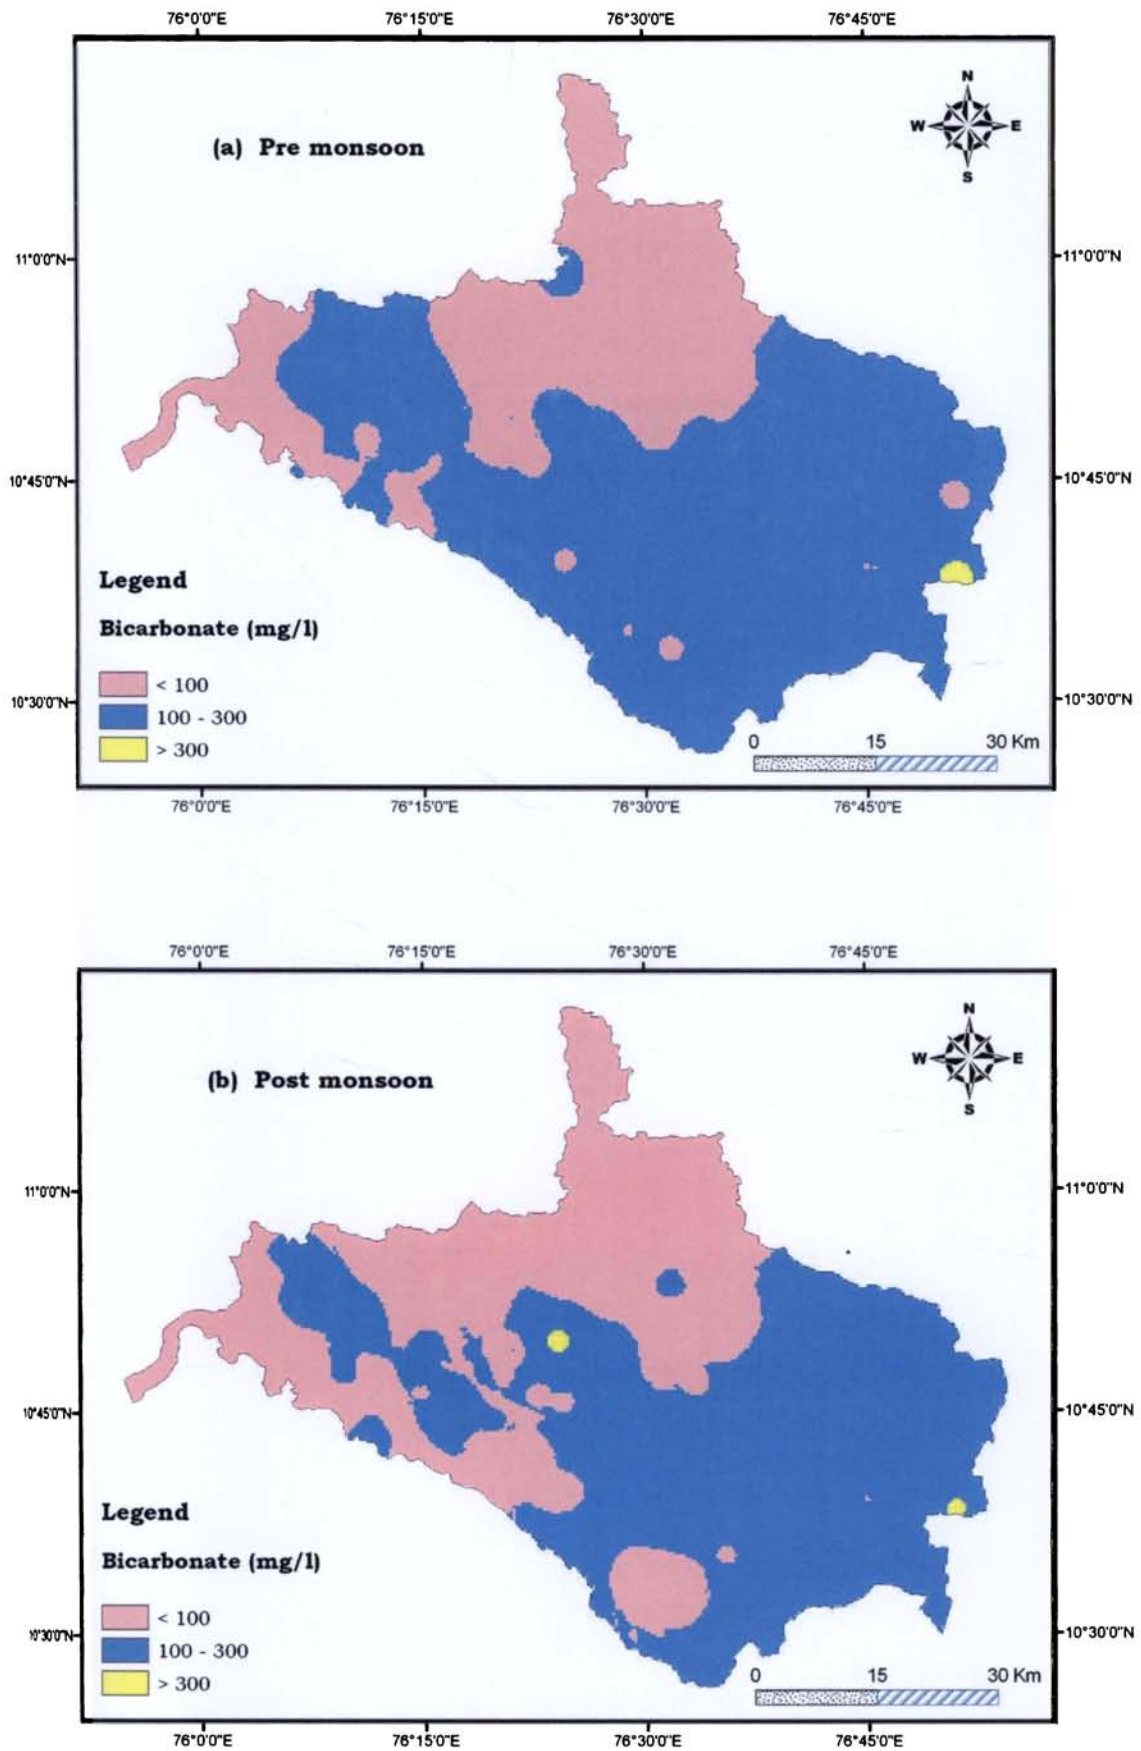 76°0'0"E 76°15'0"E 76°30'0"E 76°45'0"E
N
W E
S
(a) Pre monsoon
11°0'0"N 11°0'0"N
10°45'0"N 10°45'0"N
Legend
Bicarbonate (mg/l)
< 100
100 - 300
> 300
10°30'0"N 10°30'0"N
0 15 30 Km
76°0'0"E 76°15'0"E 76°30'0"E 76°45'0"E
76°0'0"E 76°15'0"E 76°30'0"E 76°45'0"E
N
W E
S
(b) Post monsoon
11°0'0"N 11°0'0"N
10°45'0"N 10°45'0"N
Legend
Bicarbonate (mg/l)
< 100
100 - 300
> 300
10°30'0"N 10°30'0"N
0 15 30 Km
76°0'0"E 76°15'0"E 76°30'0"E 76°45'0"E